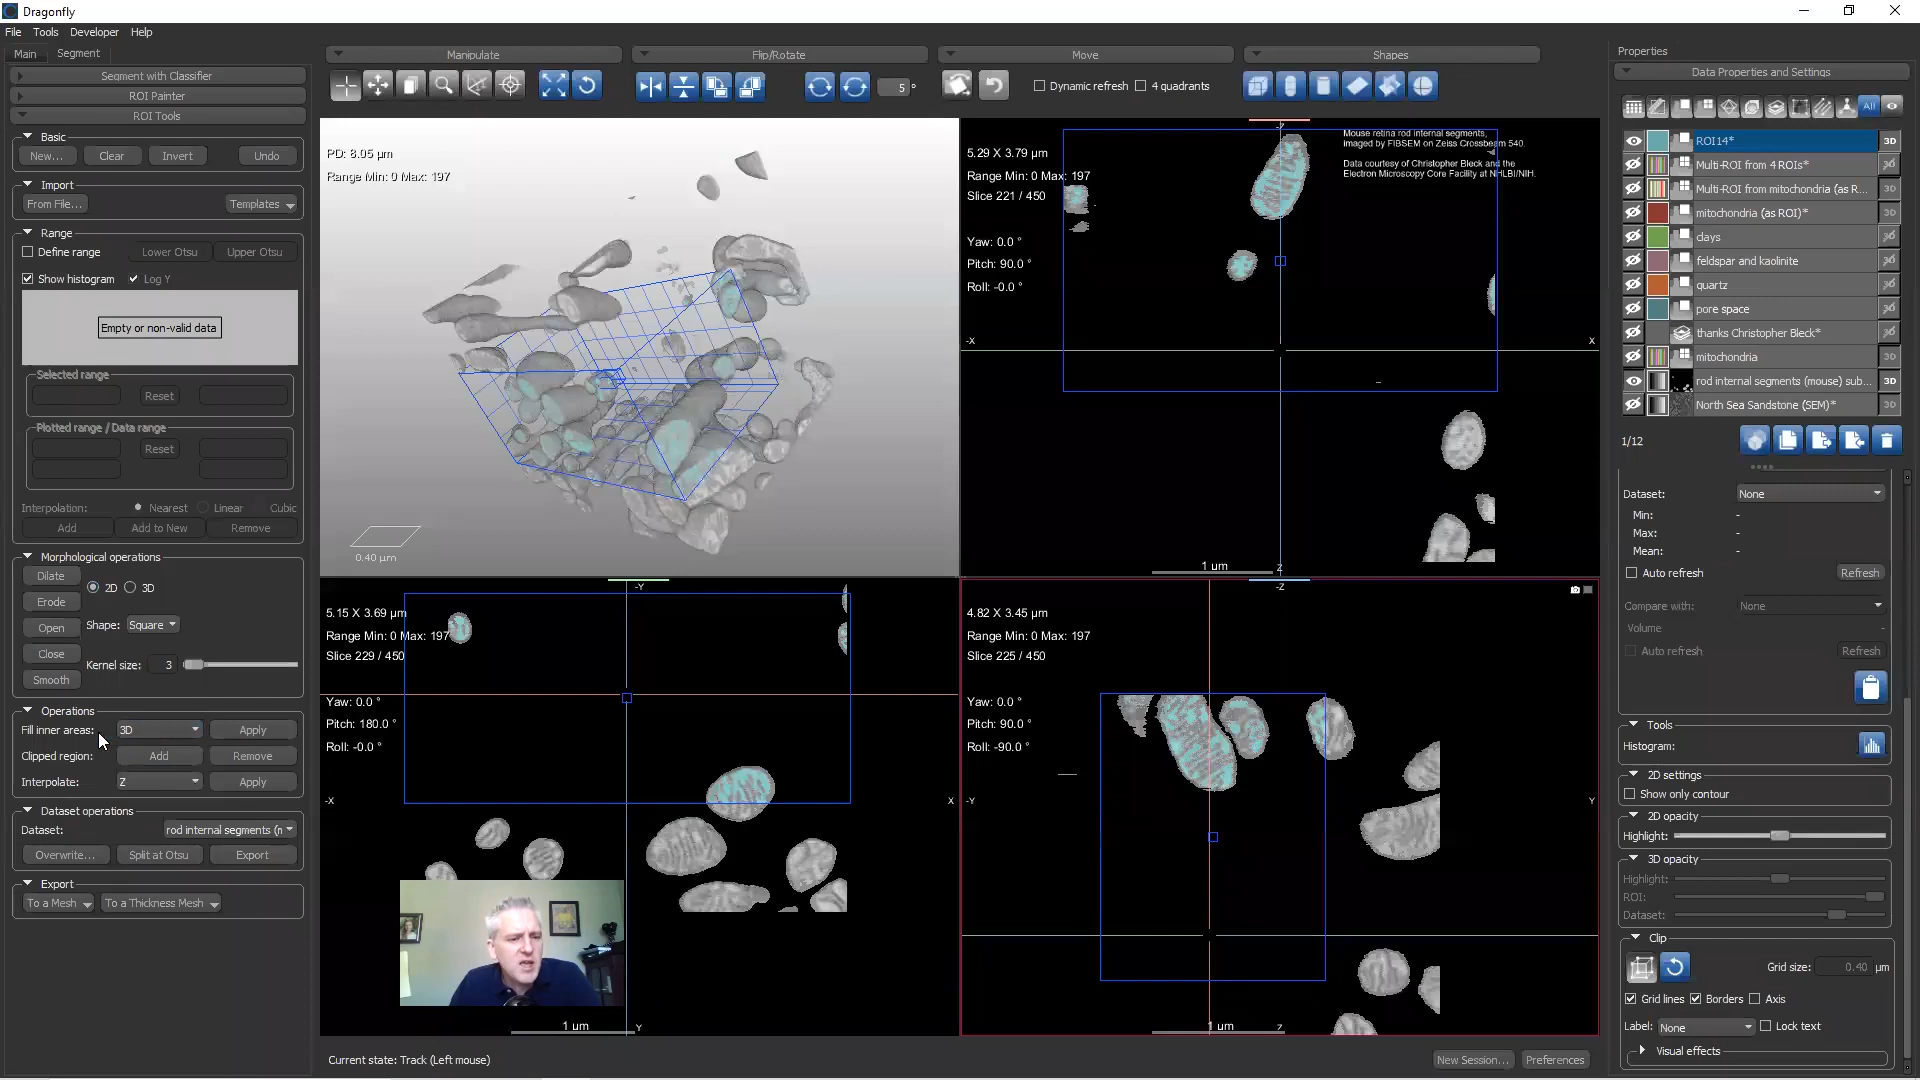 Dragonfly
File Tools Developer Help
Main Segment
Segment with Classifier
ROI Painter
ROI Tools
Basic
New... Clear Invert Undo
Import
From File... Templates
Range
Define range Lower Otsu Upper Otsu
Show histogram Log Y
Empty or non-valid data
Selected range
Reset
Plotted range / Data range
Reset
Interpolation: Nearest Linear Cubic
Add Add to New Remove
Morphological operations
Dilate
2D 3D
Erode
Open
Shape: Square
Close
Kernel size: 3
Smooth
Operations
Fill inner areas: 3D Apply
Clipped region: Add Remove
Interpolate: Z Apply
Dataset operations
Dataset: rod internal segments (r
Overwrite... Split at Otsu Export
Export
To a Mesh To a Thickness Mesh
Manipulate Flip/Rotate Move Shapes
5 °
Dynamic refresh 4 quadrants
PD: 8.05 µm
Range Min: 0 Max: 197
0.40 µm
-Z
5.29 X 3.79 µm
Range Min: 0 Max: 197
Slice 221 / 450
Yaw: 0.0 °
Pitch: 90.0 °
Roll: -0.0 °
Mouse retina rod internal segments,
imaged by FIBSEM on Zeiss Crossbeam 540.
Data courtesy of Christopher Bleck and the
Electron Microscopy Core Facility at NHLBI/NIH.
-X X
1 um
Z
-Y
5.15 X 3.69 µm
Range Min: 0 Max: 197
Slice 229 / 450
Yaw: 0.0 °
Pitch: 180.0 °
Roll: -0.0 °
-X X
1 um
Y
-Z
4.82 X 3.45 µm
Range Min: 0 Max: 197
Slice 225 / 450
Yaw: 0.0 °
Pitch: 90.0 °
Roll: -90.0 °
-Y Y
1 um
Z
Current state: Track (Left mouse)
New Session... Preferences
Properties
Data Properties and Settings
All
ROI14* 3D
Multi-ROI from 4 ROIs*
Multi-ROI from mitochondria (as R... 3D
mitochondria (as ROI)* 3D
clays
feldspar and kaolinite
quartz
pore space
thanks Christopher Bleck*
mitochondria 3D
rod internal segments (mouse) sub... 3D
North Sea Sandstone (SEM)* 3D
1/12
Dataset: None
Min: -
Max: -
Mean: -
Auto refresh Refresh
Compare with: None
Volume -
Auto refresh Refresh
Tools
Histogram:
2D settings
Show only contour
2D opacity
Highlight:
3D opacity
Highlight:
ROI:
Dataset:
Clip
Grid size: 0.40 µm
Grid lines Borders Axis
Label: None Lock text
Visual effects